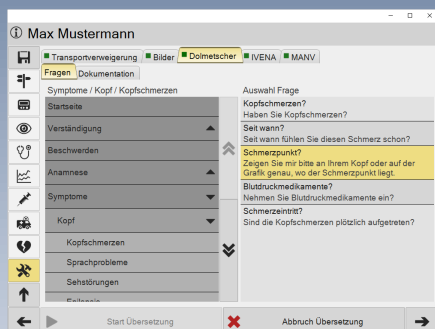 Max Mustermann
Transportverweigerung Bilder Dolmetscher IVENA MANV
Fragen Dokumentation
Symptome / Kopf / Kopfschmerzen
Startseite
Verständigung
Beschwerden
Anamnese
Symptome
Kopf
Kopfschmerzen
Sprachprobleme
Sehstörungen
Auswahl Frage
Kopfschmerzen?
Haben Sie Kopfschmerzen?
Seit wann?
Seit wann fühlen Sie diesen Schmerz schon?
Schmerzpunkt?
Zeigen Sie mir bitte an Ihrem Kopf oder auf der
Grafik genau, wo der Schmerzpunkt liegt.
Blutdruckmedikamente?
Nehmen Sie Blutdruckmedikamente ein?
Schmerzeintritt?
Sind die Kopfschmerzen plötzlich aufgetreten?
Start Übersetzung
Abbruch Übersetzung